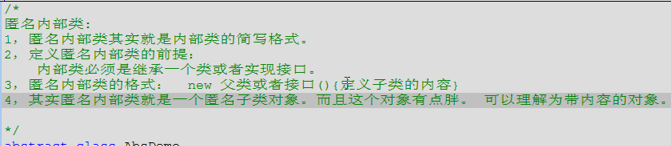 /*
匿名内部类:
1, 匿名内部类其实就是内部类的简写格式。
2, 定义匿名内部类的前提:
内部类必须是继承一个类或者实现接口。
3, 匿名内部类的格式: new 父类或者接口(){定义子类的内容}
4, 其实匿名内部类就是一个匿名子类对象。而且这个对象有点胖。 可以理解为带内容的对象。
*/
abstract class AbsDemo